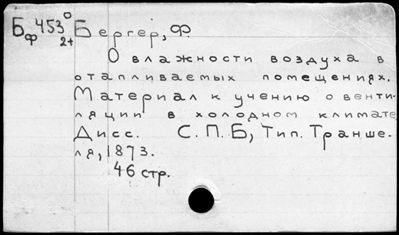 Бф 453° 2+ Бергер, Ф
О влажности воздуха в
отапливаемых помещениях.
Материал к учению о венти-
ляции в холодном климате
Дисс. С.П.Б, Тип. Транше.
ля, 1873.
46 стр.